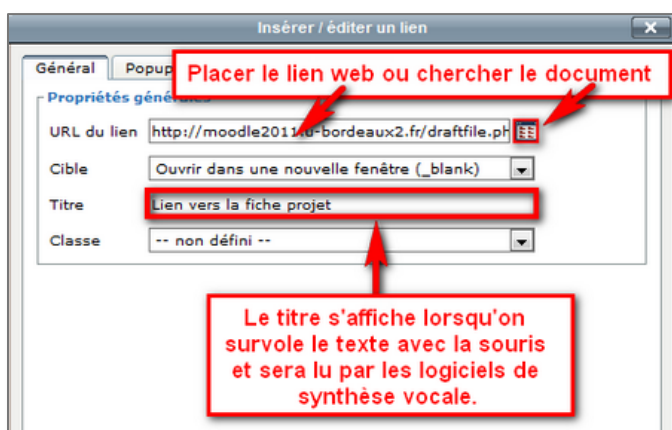 Insérer / éditer un lien
Général Popup
Placer le lien web ou chercher le document
Propriétés générales
URL du lien http://moodle2011.u-bordeaux2.fr/draftfile.ph
Cible Ouvrir dans une nouvelle fenêtre (_blank)
Titre Lien vers la fiche projet
Classe -- non défini --
Le titre s'affiche lorsqu'on
survole le texte avec la souris
et sera lu par les logiciels de
synthèse vocale.